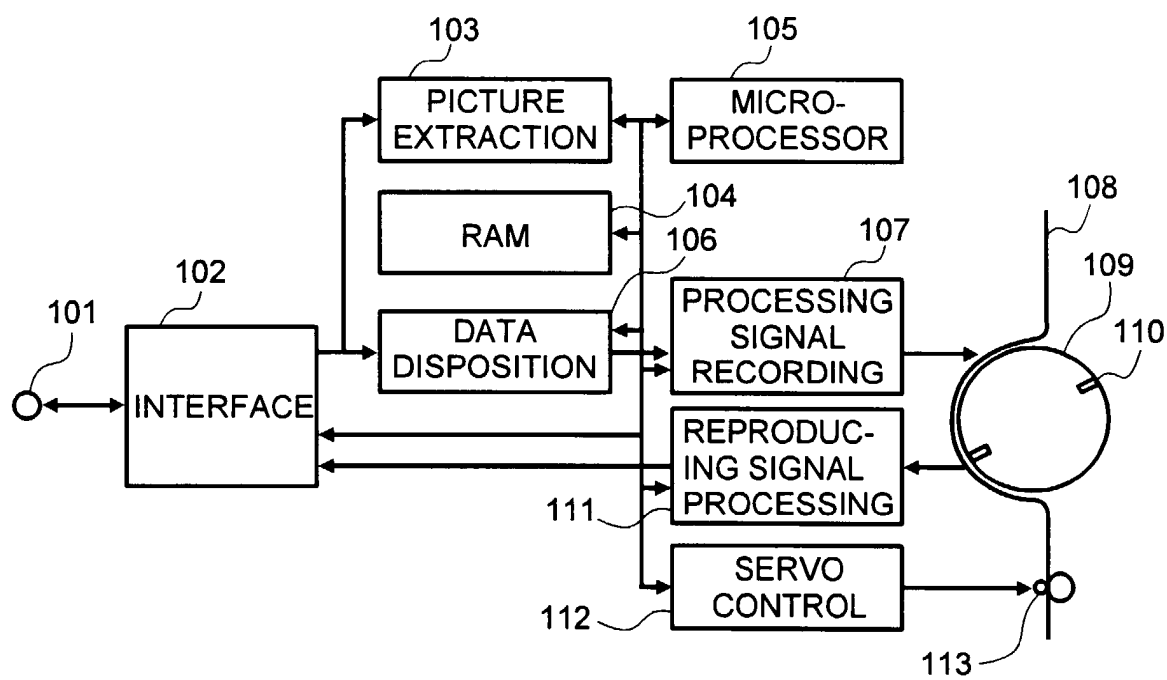 103
105
PICTURE
EXTRACTION
MICRO-
PROCESSOR
104
108
RAM
106
107
102
109
101
PROCESSING
SIGNAL
RECORDING
110
DATA
DISPOSITION
INTERFACE
REPRODUC-
ING SIGNAL
PROCESSING
111
SERVO
CONTROL
112
113